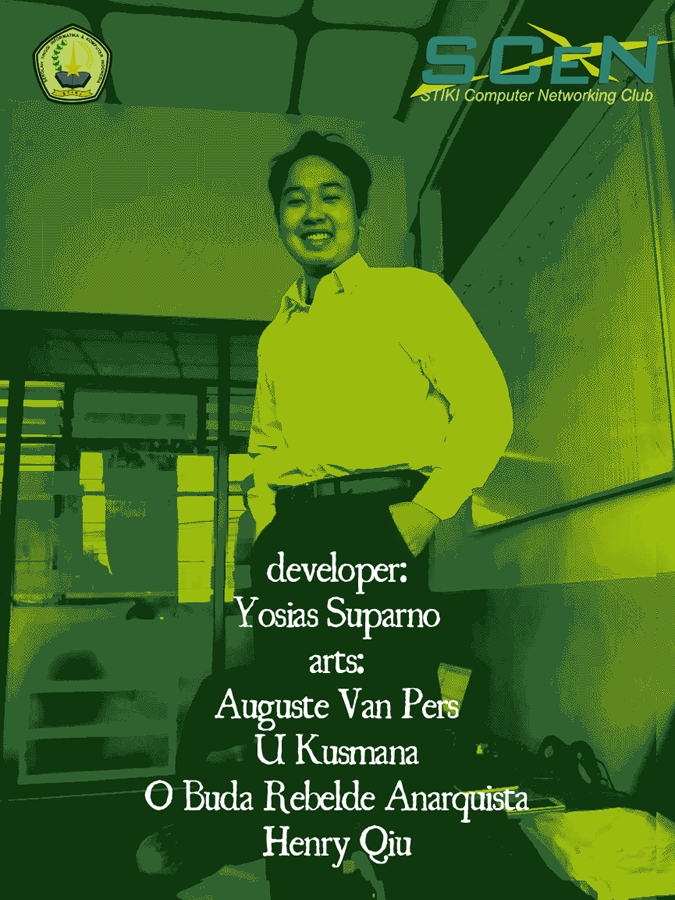 SCeN
STIKI Computer Networking Club
developer:
Yosias Suparno
arts:
Auguste Van Pers
U Kusmana
O Buda Rebelde Anarquista
Henry Qiu